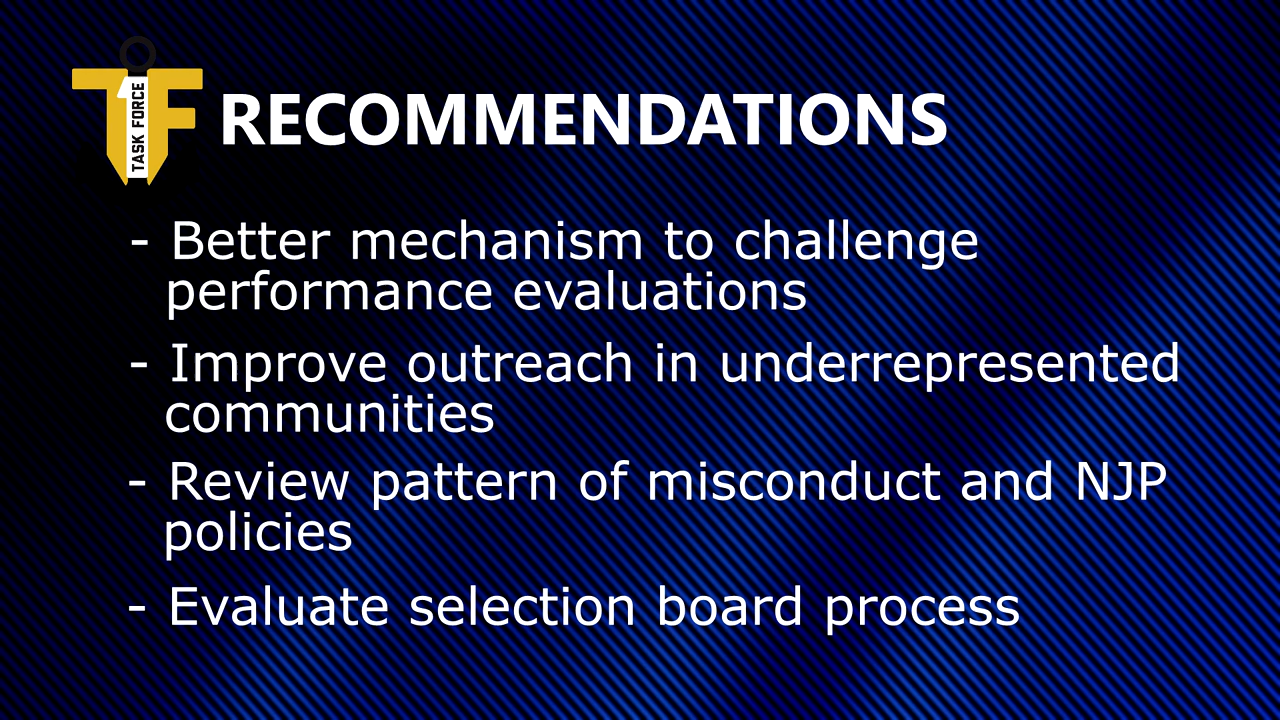 1
TASK FORCE
RECOMMENDATIONS
- Better mechanism to challenge
performance evaluations
- Improve outreach in underrepresented
communities
- Review pattern of misconduct and NJP
policies
- Evaluate selection board process